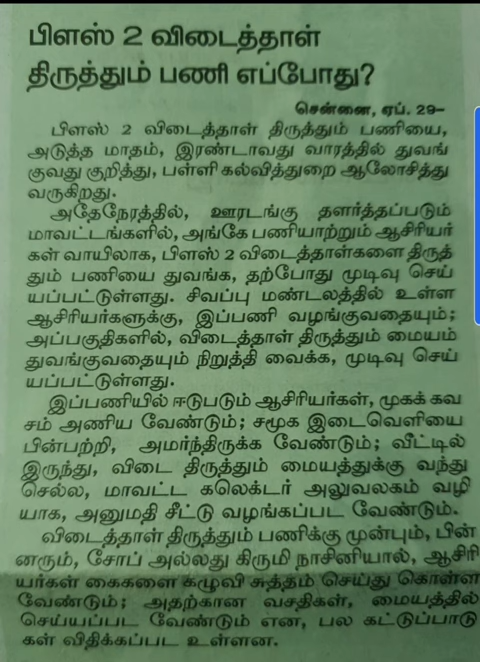 பிளஸ் 2 விடைத்தாள்
திருத்தும் பணி எப்போது?
சென்னை, ஏப். 29–
பிளஸ் 2 விடைத்தாள் திருத்தும் பணியை,
அடுத்த மாதம், இரண்டாவது வாரத்தில் துவங்
குவது குறித்து, பள்ளி கல்வித்துறை ஆலோசித்து
வருகிறது.
அதேநேரத்தில், ஊரடங்கு தளர்த்தப்படும்
மாவட்டங்களில், அங்கே பணியாற்றும் ஆசிரியர்
கள் வாயிலாக, பிளஸ் 2 விடைத்தாள்களை திருத்
தும் பணியை துவங்க, தற்போது முடிவு செய்
யப்பட்டுள்ளது. சிவப்பு மண்டலத்தில் உள்ள
ஆசிரியர்களுக்கு, இப்பணி வழங்குவதையும்;
அப்பகுதிகளில், விடைத்தாள் திருத்தும் மையம்
துவங்குவதையும் நிறுத்தி வைக்க, முடிவு செய்
யப்பட்டுள்ளது.
இப்பணியில் ஈடுபடும் ஆசிரியர்கள், முகக் கவ
சம் அணிய வேண்டும்; சமூக இடைவெளியை
பின்பற்றி, அமர்ந்திருக்க வேண்டும்; வீட்டில்
இருந்து, விடை திருத்தும் மையத்துக்கு வந்து
செல்ல, மாவட்ட கலெக்டர் அலுவலகம் வழி
யாக, அனுமதி சீட்டு வழங்கப்பட வேண்டும்.
விடைத்தாள் திருத்தும் பணிக்கு முன்பும், பின்
னரும், சோப் அல்லது கிருமி நாசினியால், ஆசிரி
யர்கள் கைகளை கழுவி சுத்தம் செய்து கொள்ள
வேண்டும்; அதற்கான வசதிகள், மையத்தில்
செய்யப்பட வேண்டும் என, பல கட்டுப்பாடு
கள் விதிக்கப்பட உள்ளன.